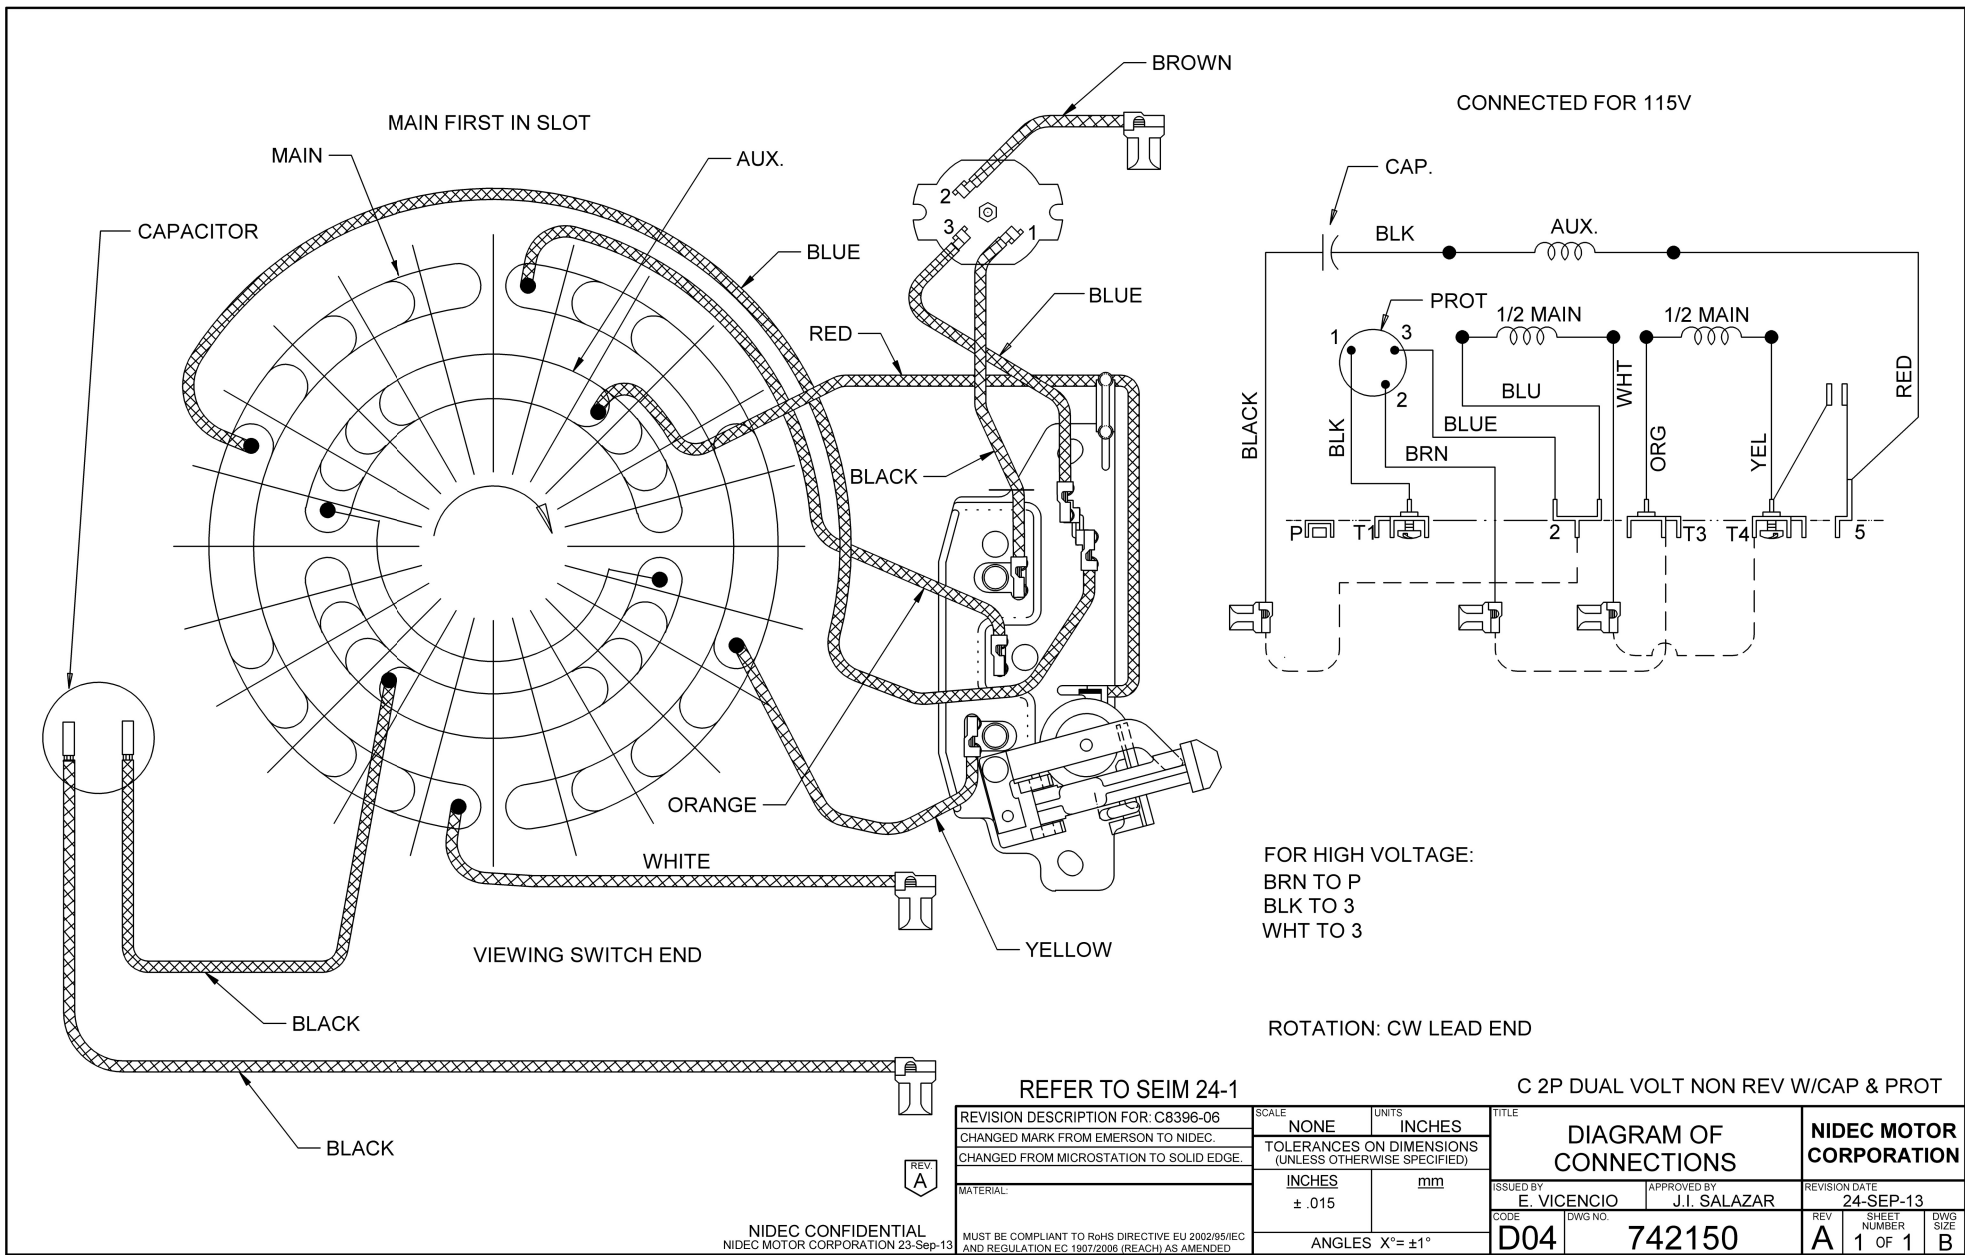 BROWN
CONNECTED FOR 115V
MAIN FIRST IN SLOT
MAIN
AUX.
CAPACITOR
BLUE
BLUE
RED
BLACK
2
3
1
CAP.
BLK
AUX.
PROT
1
3
2
1/2 MAIN
1/2 MAIN
BLACK
BLK
BLU
BLUE
BRN
WHT
ORG
YEL
RED
P
T1
2
T3
T4
5
ORANGE
WHITE
YELLOW
VIEWING SWITCH END
BLACK
BLACK
FOR HIGH VOLTAGE:
BRN TO P
BLK TO 3
WHT TO 3
ROTATION: CW LEAD END
REFER TO SEIM 24-1
C 2P DUAL VOLT NON REV W/CAP & PROT
REVISION DESCRIPTION FOR: C8396-06
CHANGED MARK FROM EMERSON TO NIDEC.
CHANGED FROM MICROSTATION TO SOLID EDGE.
REV.
A
MATERIAL:
MUST BE COMPLIANT TO RoHS DIRECTIVE EU 2002/95/IEC
AND REGULATION EC 1907/2006 (REACH) AS AMENDED
NIDEC CONFIDENTIAL
NIDEC MOTOR CORPORATION 23-Sep-13
SCALE
NONE
UNITS
INCHES
TOLERANCES ON DIMENSIONS
(UNLESS OTHERWISE SPECIFIED)
INCHES
± .015
mm
ANGLES X°= ±1°
TITLE
DIAGRAM OF
CONNECTIONS
NIDEC MOTOR
CORPORATION
ISSUED BY
E. VICENCIO
APPROVED BY
J.I. SALAZAR
REVISION DATE
24-SEP-13
CODE
D04
DWG NO.
742150
REV
A
SHEET
NUMBER
1 OF 1
DWG
SIZE
B